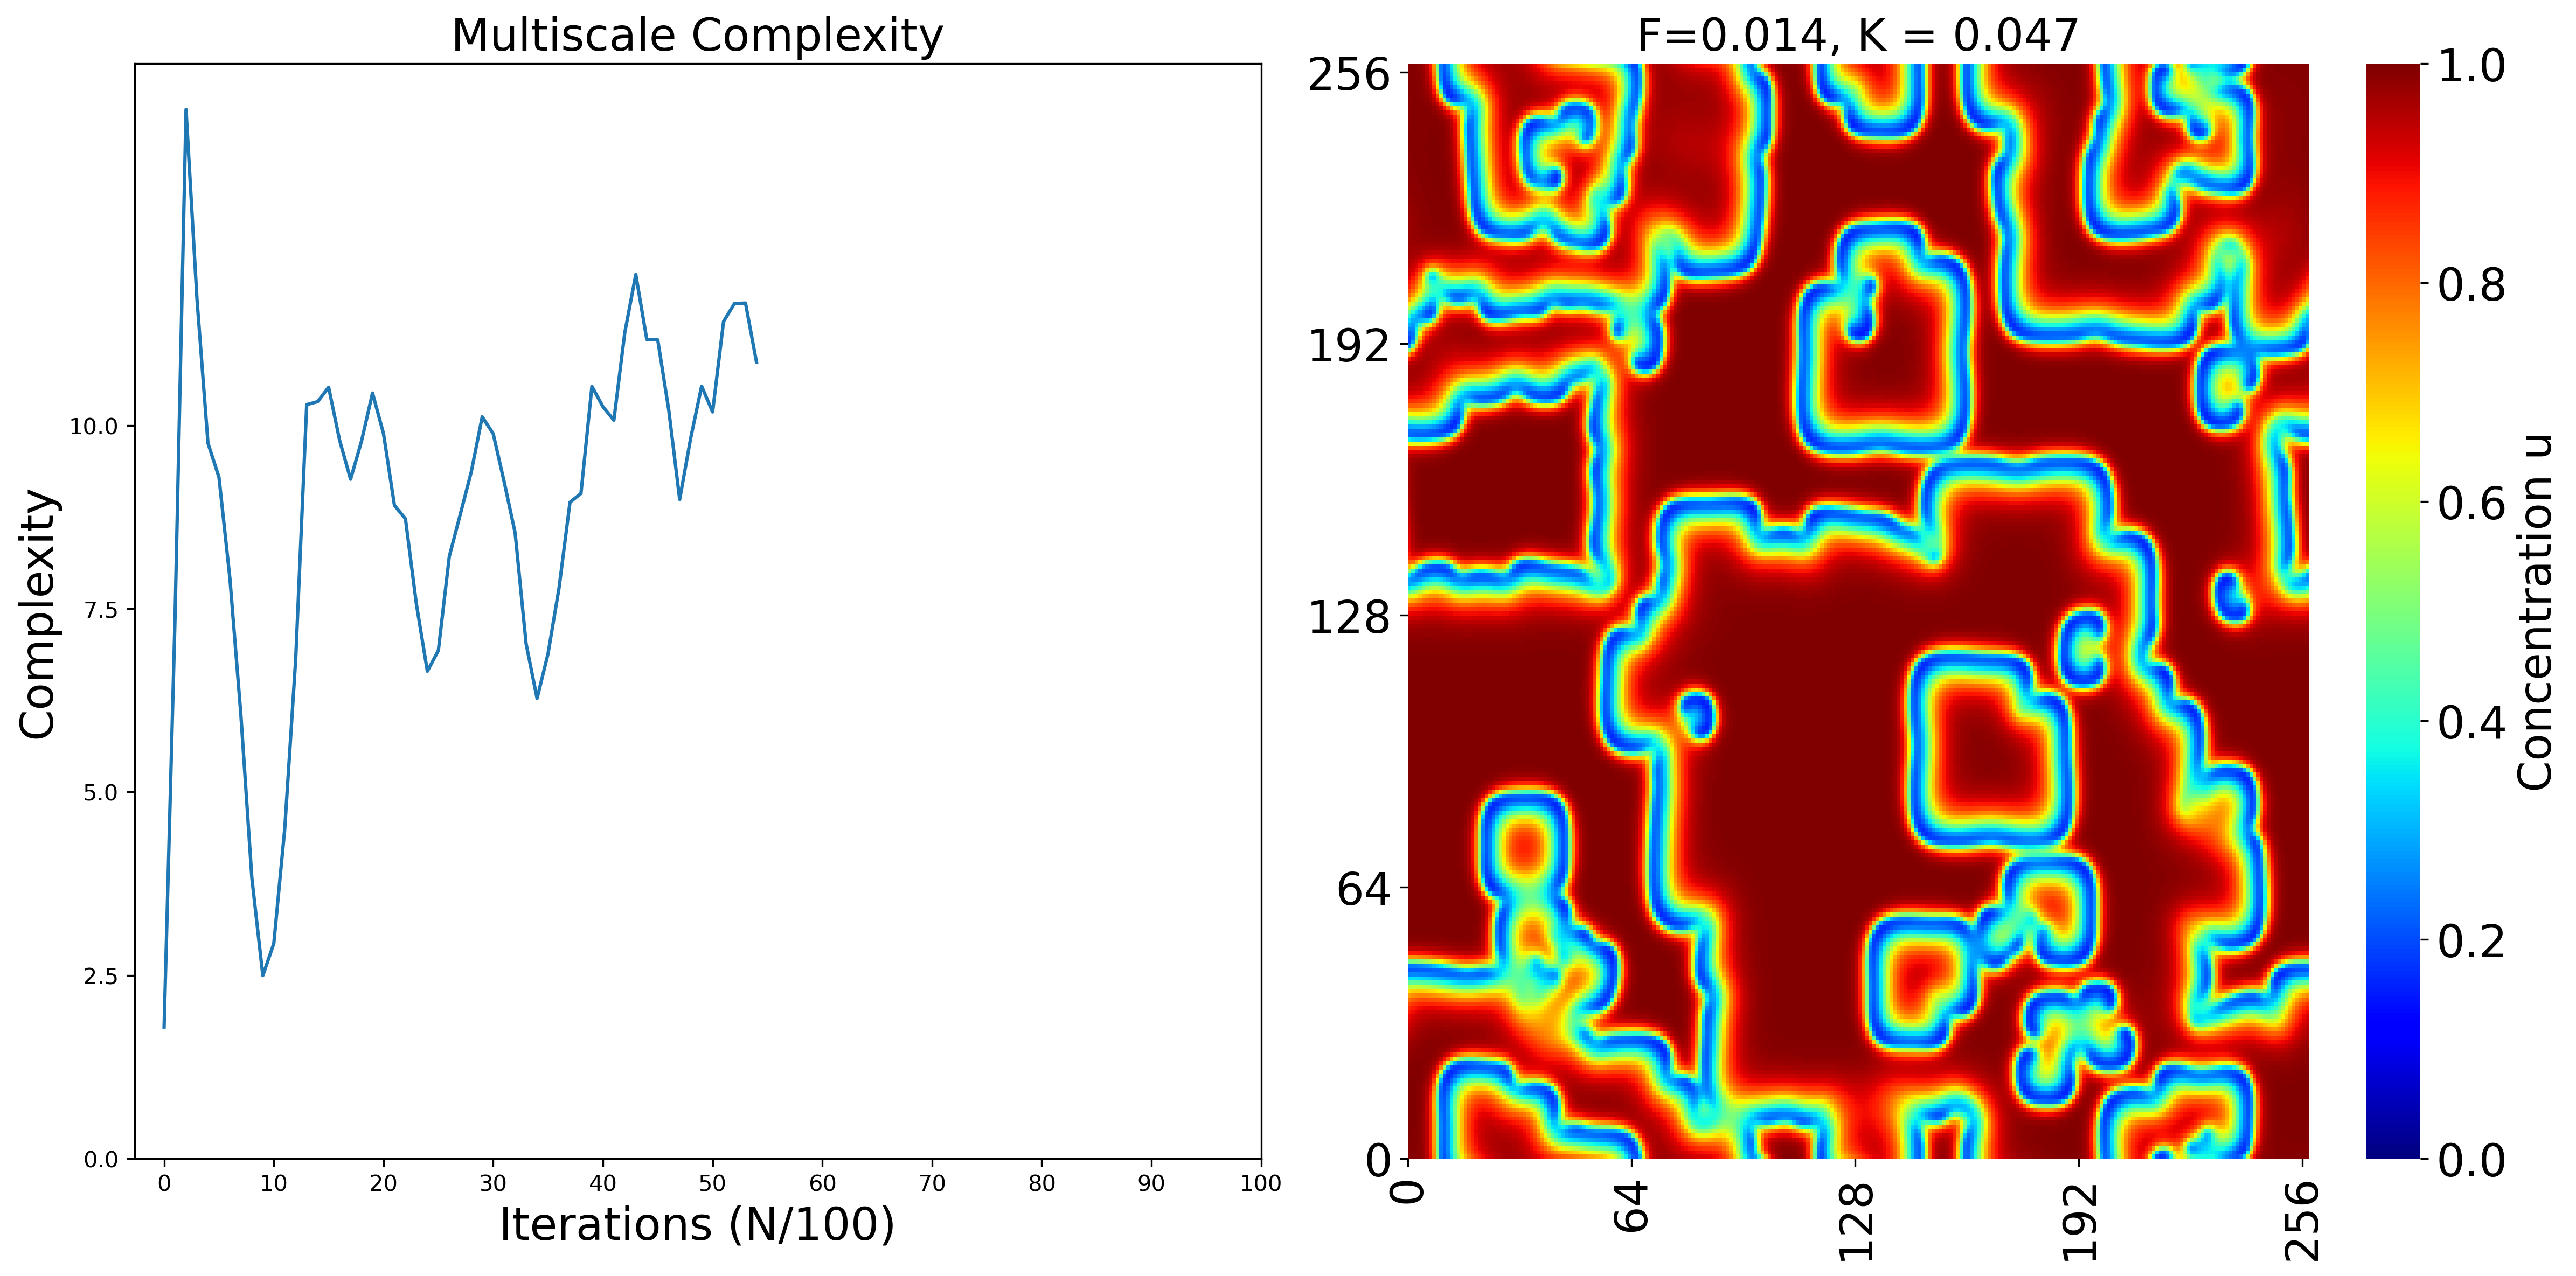 Multiscale Complexity
Complexity
10.0
7.5
5.0
2.5
0.0
0 10 20 30 40 50 60 70 80 90 100
Iterations (N/100)
F=0.014, K = 0.047
256
192
128
64
0
0 64 128 192 256
1.0
0.8
0.6
0.4
0.2
0.0
Concentration u